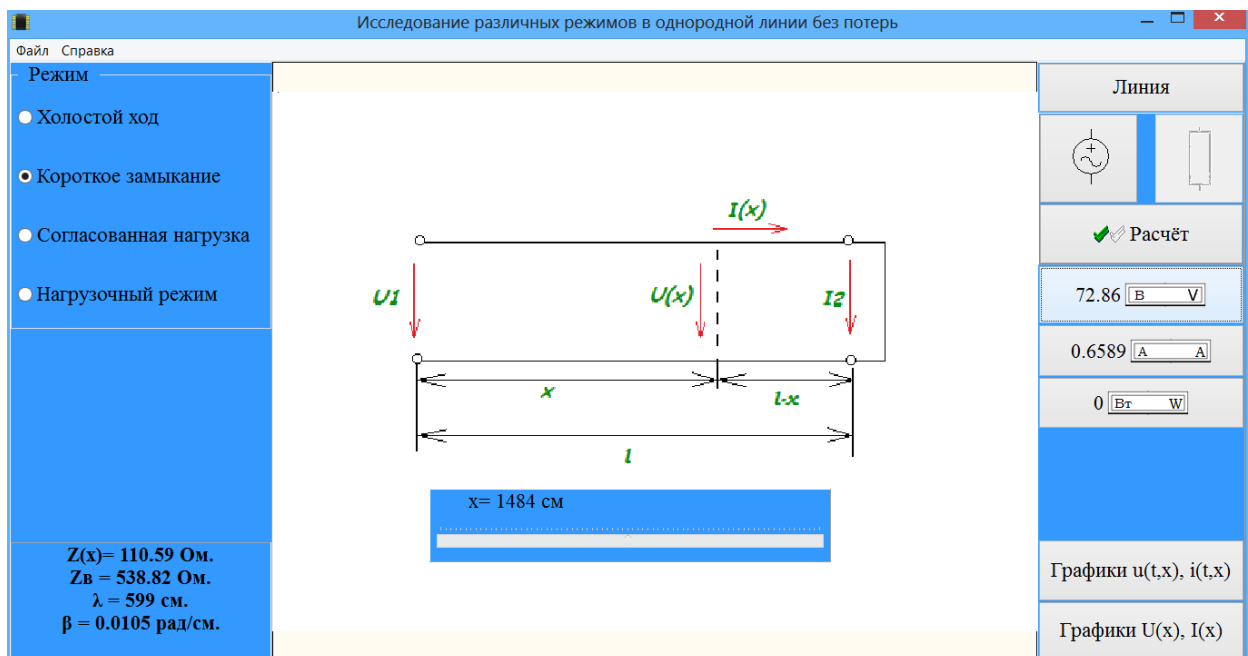 Исследование различных режимов в однородной линии без потерь
Файл Справка
Режим
Холостой ход
Короткое замыкание
Согласованная нагрузка
Нагрузочный режим
Z(x)= 110.59 Ом.
Zв = 538.82 Ом.
λ = 599 см.
β = 0.0105 рад/см.
I(x)
U1
U(x)
I2
x
l-x
l
x= 1484 см
Линия
Расчёт
72.86 В V
0.6589 А A
0 Вт W
Графики u(t,x), i(t,x)
Графики U(x), I(x)